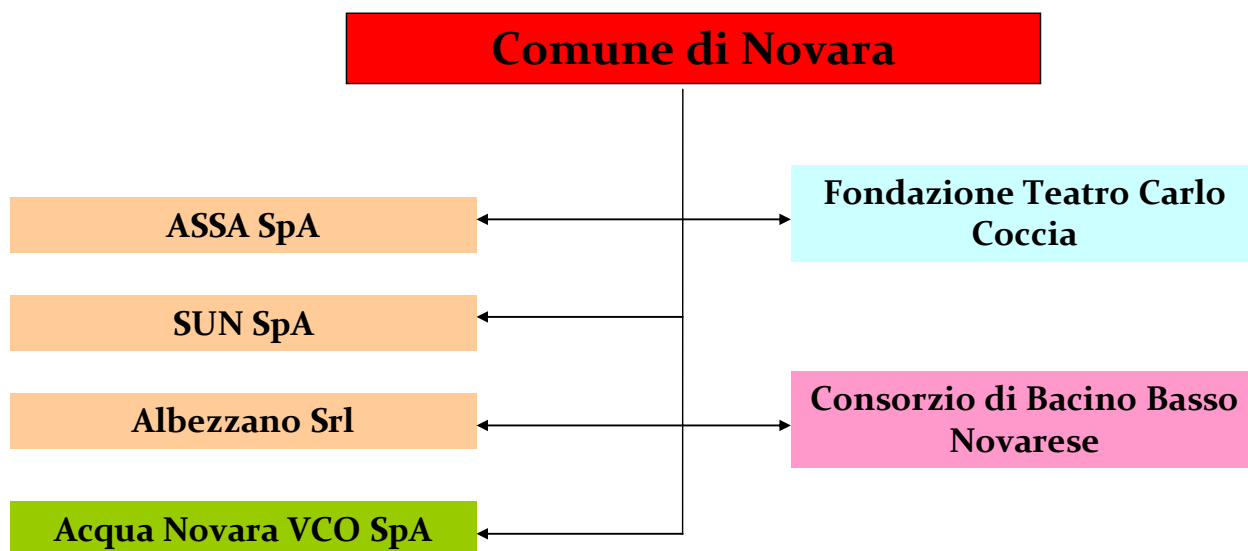 Comune di Novara
ASSA SpA
Fondazione Teatro Carlo
Coccia
SUN SpA
Albezzano Srl
Consorzio di Bacino Basso
Novarese
Acqua Novara VCO SpA